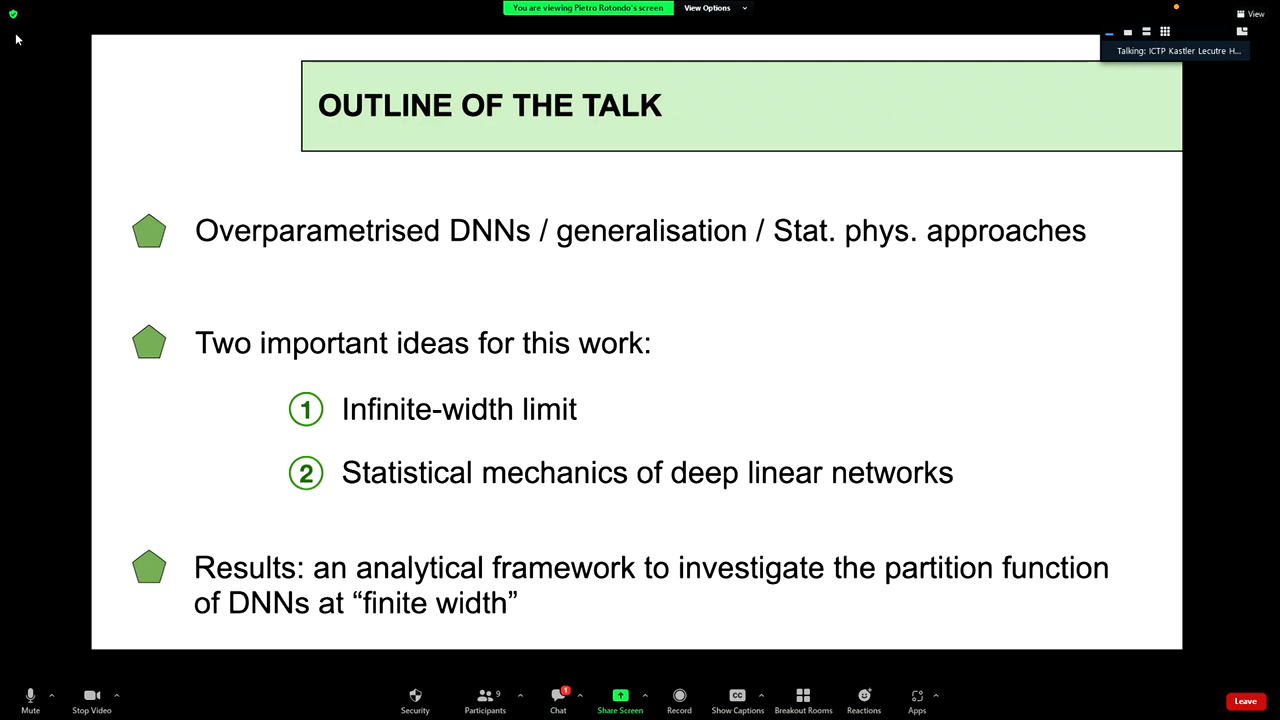 You are viewing Pietro Rotondo's screen
View Options
View
Talking: ICTP Kastler Lecutre H...
OUTLINE OF THE TALK
Overparametrised DNNs / generalisation / Stat. phys. approaches
Two important ideas for this work:
1 Infinite-width limit
2 Statistical mechanics of deep linear networks
Results: an analytical framework to investigate the partition function
of DNNs at “finite width”
Mute
Stop Video
Security
Participants 9
Chat 1
Share Screen
Record
CC Show Captions
Breakout Rooms
Reactions
Apps
Leave